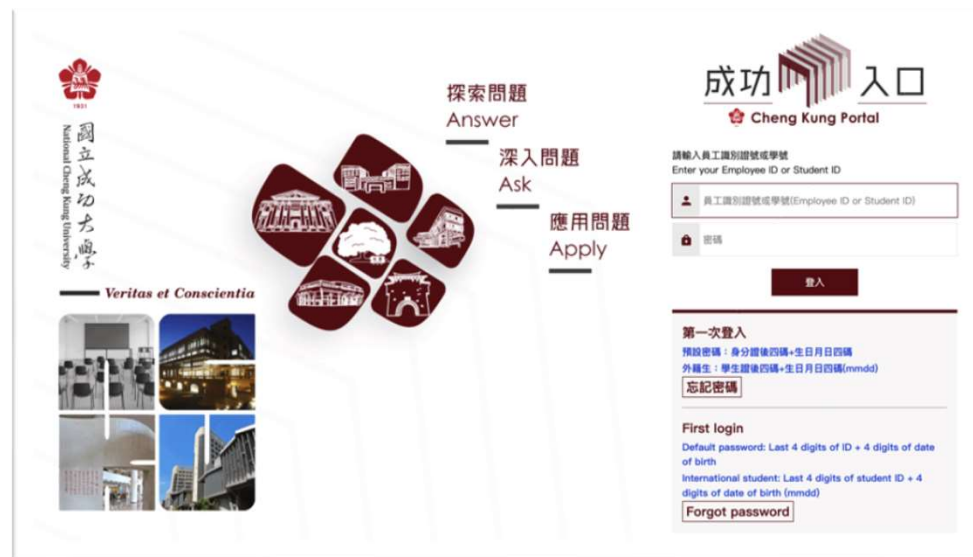 1931
國立成功大學
National Cheng Kung University
Veritas et Conscientia
探索問題
Answer
深入問題
Ask
應用問題
Apply
成功入口
Cheng Kung Portal
請輸入員工識別證號或學號
Enter your Employee ID or Student ID
員工識別證號或學號(Employee ID or Student ID)
密碼
登入
第一次登入
預設密碼：身分證後四碼+生日月日四碼
外籍生：學生證後四碼+生日月日四碼(mmdd)
忘記密碼
First login
Default password: Last 4 digits of ID + 4 digits of date
of birth
International student: Last 4 digits of student ID + 4
digits of date of birth (mmdd)
Forgot password